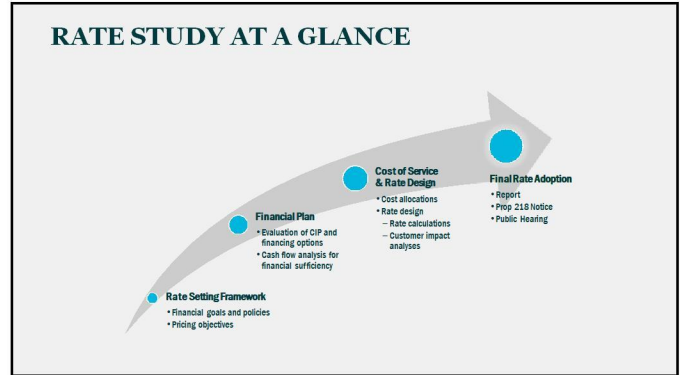 RATE STUDY AT A GLANCE
Rate Setting Framework
• Financial goals and policies
• Pricing objectives
Financial Plan
• Evaluation of CIP and
financing options
• Cash flow analysis for
financial sufficiency
Cost of Service
& Rate Design
• Cost allocations
• Rate design
– Rate calculations
– Customer impact
analyses
Final Rate Adoption
• Report
• Prop 218 Notice
• Public Hearing